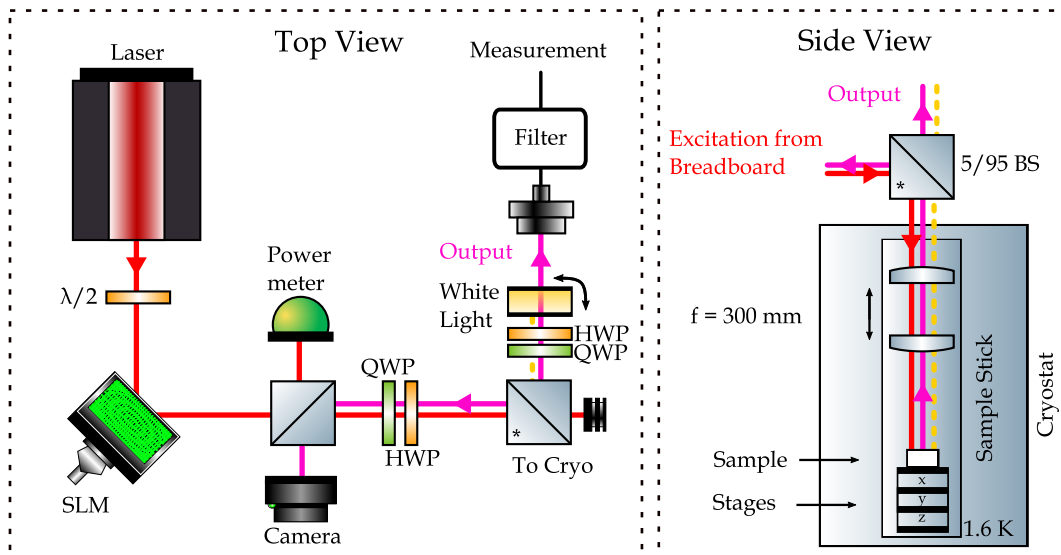 Top View
Laser
λ/2
SLM
Power
meter
Camera
QWP
HWP
Measurement
Filter
Output
White
Light
HWP
QWP
*
To Cryo
Side View
Output
Excitation from
Breadboard
5/95 BS
*
f = 300 mm
Sample
Stages
x
y
z
1.6 K
Sample Stick
Cryostat